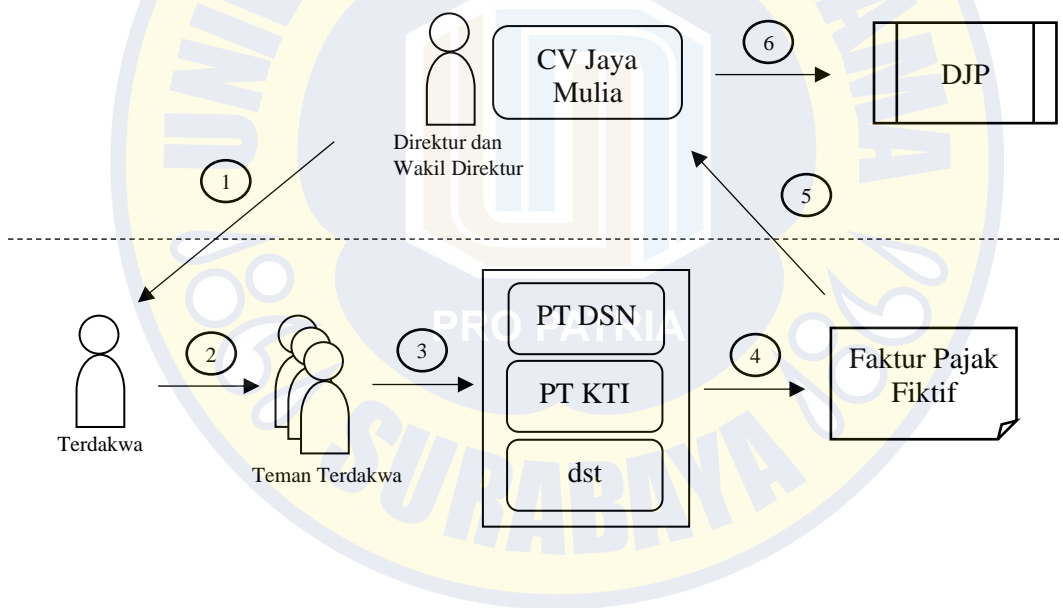 6
CV Jaya
Mulia
DJP
Direktur dan
Wakil Direktur
1
5
PRO PATRIA
PT DSN
2
3
4
Faktur Pajak
Fiktif
PT KTI
Terdakwa
Teman Terdakwa
dst
SURABAYA